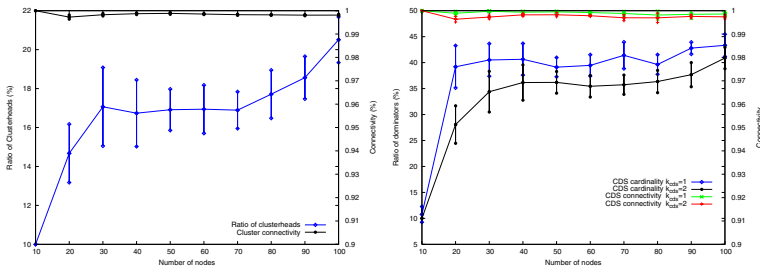 22
20
18
16
14
12
10
Ratio of Clusterheads (%)
1
0.99
0.98
0.97
0.96
0.95
0.94
0.93
0.92
0.91
0.9
Connectivity (%)
Ratio of clusterheads
Cluster connectivity
10 20 30 40 50 60 70 80 90 100
Number of nodes
50
45
40
35
30
25
20
15
10
5
Ratio of dominators (%)
1
0.99
0.98
0.97
0.96
0.95
0.94
0.93
0.92
0.91
0.9
Connectivity
CDS cardinality kcds=1
CDS cardinality kcds=2
CDS connectivity kcds=1
CDS connectivity kcds=2
10 20 30 40 50 60 70 80 90 100
Number of nodes